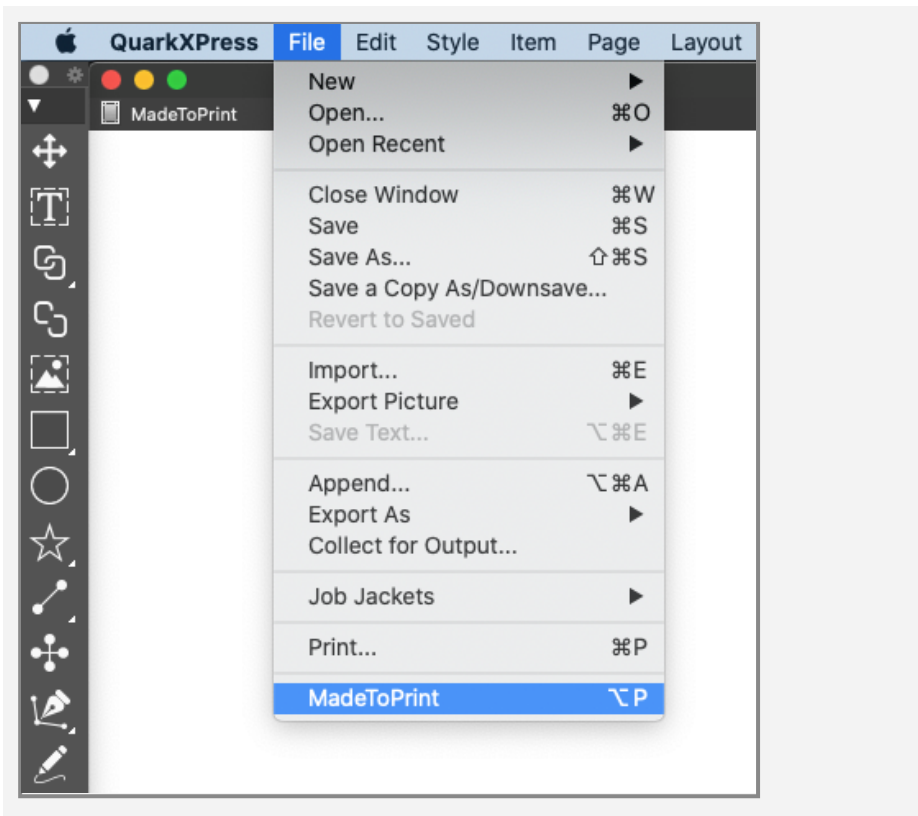 QuarkXPress File Edit Style Item Page Layout
MadeToPrint
New ▶
Open... ⌘O
Open Recent ▶
Close Window ⌘W
Save ⌘S
Save As... ⇧⌘S
Save a Copy As/Downsave...
Revert to Saved
Import... ⌘E
Export Picture ▶
Save Text... ⌥⌘E
Append... ⌥⌘A
Export As ▶
Collect for Output...
Job Jackets ▶
Print... ⌘P
MadeToPrint ⌥P